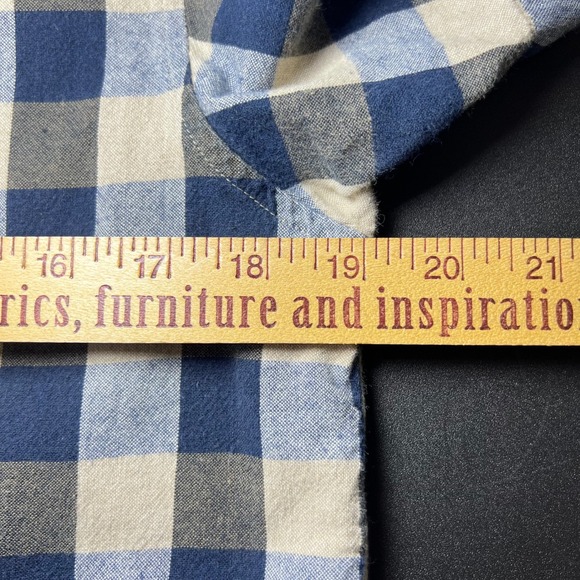 16 17 18 19 20 21
rics, furniture and inspiratio